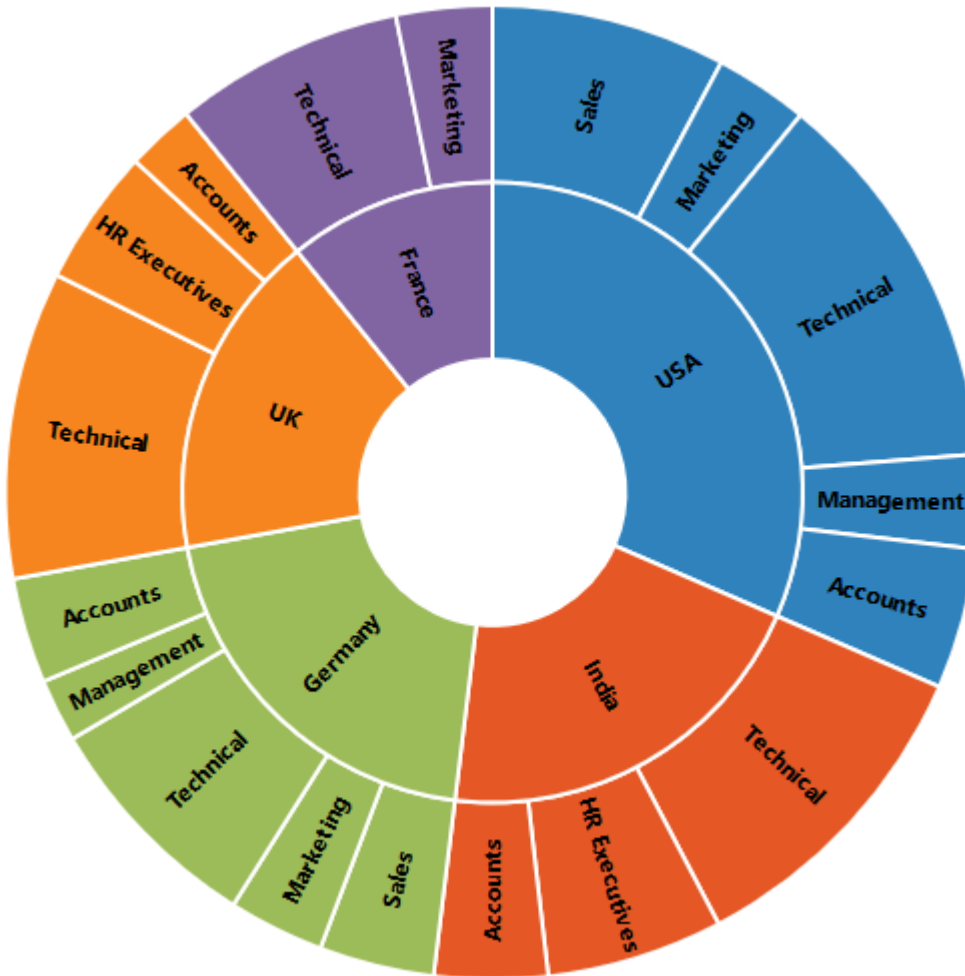 USA
Sales
Marketing
Technical
Management
Accounts
India
Technical
HR Executives
Accounts
Germany
Sales
Marketing
Technical
Management
Accounts
UK
Technical
HR Executives
Accounts
France
Technical
Marketing